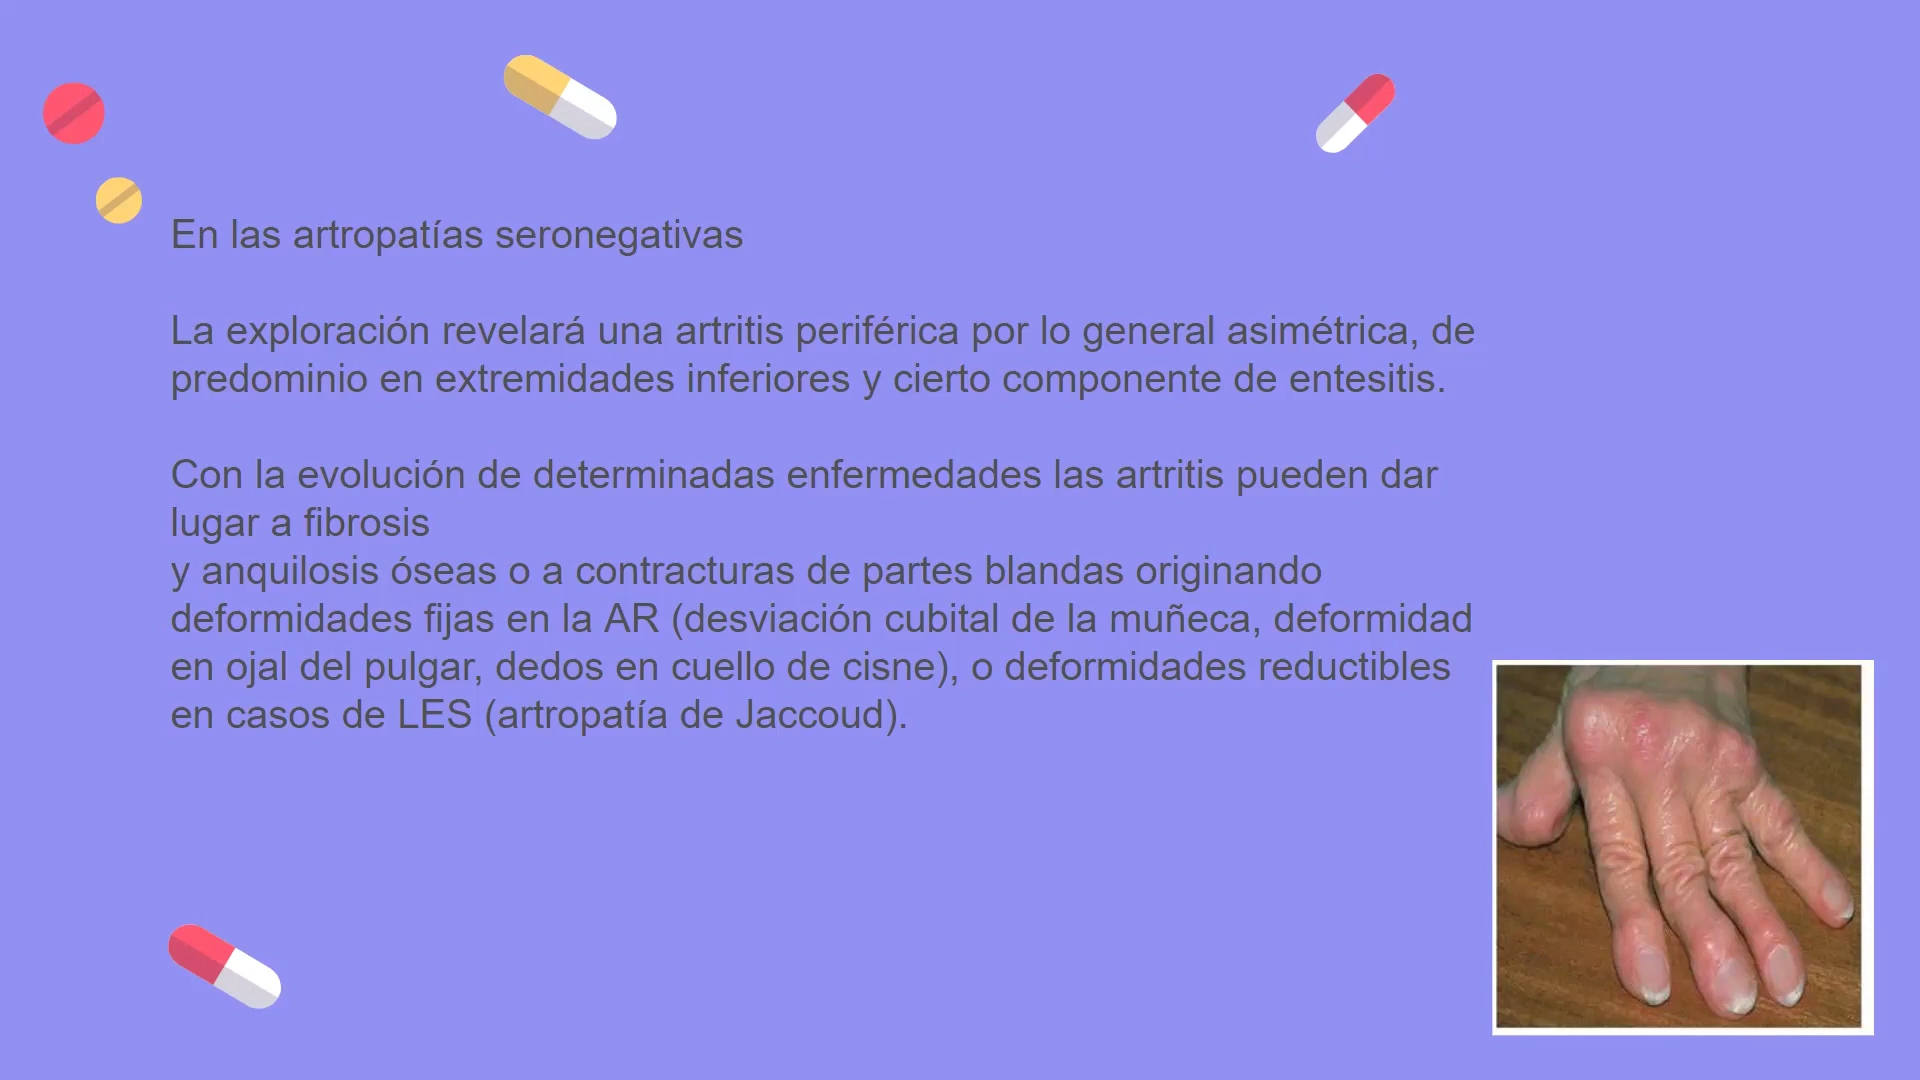 En las artropatías seronegativas
La exploración revelará una artritis periférica por lo general asimétrica, de
predominio en extremidades inferiores y cierto componente de entesitis.
Con la evolución de determinadas enfermedades las artritis pueden dar
lugar a fibrosis
y anquilosis óseas o a contracturas de partes blandas originando
deformidades fijas en la AR (desviación cubital de la muñeca, deformidad
en ojal del pulgar, dedos en cuello de cisne), o deformidades reductibles
en casos de LES (artropatía de Jaccoud).